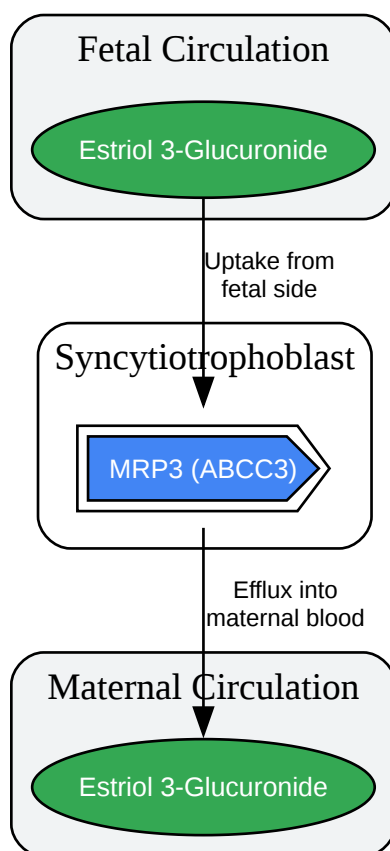 Fetal Circulation
Estriol 3-Glucuronide
Uptake from
fetal side
Syncytiotrophoblast
MRP3 (ABCC3)
Efflux into
maternal blood
Maternal Circulation
Estriol 3-Glucuronide